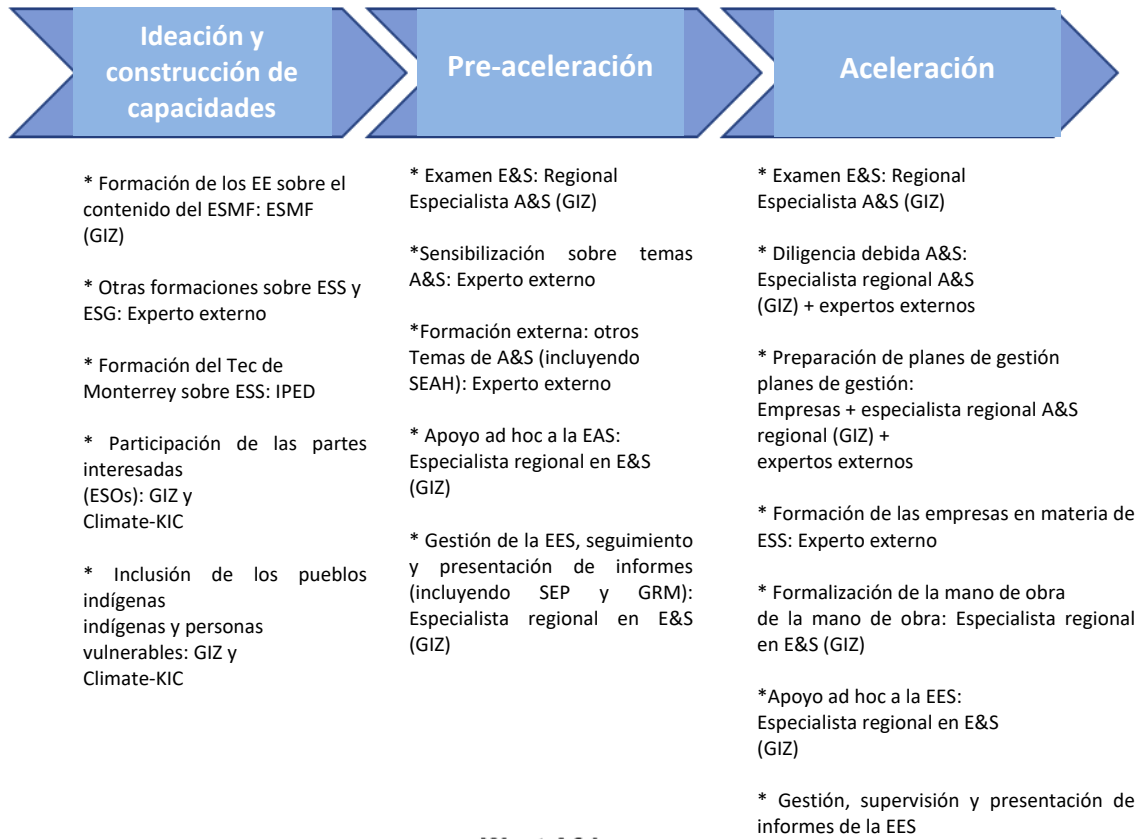 Ideación y
construcción de
capacidades
Pre-aceleración
Aceleración
* Formación de los EE sobre el
contenido del ESMF: ESMF
(GIZ)
* Otras formaciones sobre ESS y
ESG: Experto externo
* Formación del Tec de
Monterrey sobre ESS: IPED
* Participación de las partes
interesadas
(ESOs): GIZ y
Climate-KIC
* Inclusión de los pueblos
indígenas
indígenas y personas
vulnerables: GIZ y
Climate-KIC
* Examen E&S: Regional
Especialista A&S (GIZ)
*Sensibilización sobre temas
A&S: Experto externo
*Formación externa: otros
Temas de A&S (incluyendo
SEAH): Experto externo
* Apoyo ad hoc a la EAS:
Especialista regional en E&S
(GIZ)
* Gestión de la EES, seguimiento
y presentación de informes
(incluyendo SEP y GRM):
Especialista regional en E&S
(GIZ)
* Examen E&S: Regional
Especialista A&S (GIZ)
* Diligencia debida A&S:
Especialista regional A&S
(GIZ) + expertos externos
* Preparación de planes de gestión
planes de gestión:
Empresas + especialista regional A&S
regional (GIZ) +
expertos externos
* Formación de las empresas en materia de
ESS: Experto externo
* Formalización de la mano de obra
de la mano de obra: Especialista regional
en E&S (GIZ)
*Apoyo ad hoc a la EES:
Especialista regional en E&S
(GIZ)
* Gestión, supervisión y presentación de
informes de la EES